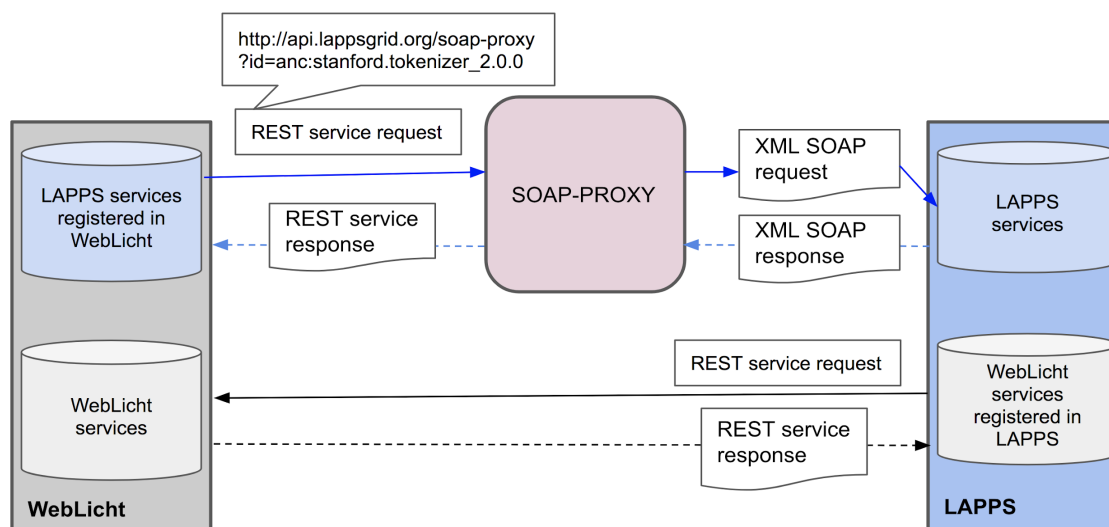 http://api.lappsgrid.org/soap-proxy
?id=anc:stanford.tokenizer_2.0.0
REST service request
LAPPS services
registered in
WebLicht
REST service
response
SOAP-PROXY
XML SOAP
request
XML SOAP
response
LAPPS
services
WebLicht
services
REST service request
REST service
response
WebLicht
services
registered in
LAPPS
WebLicht
LAPPS